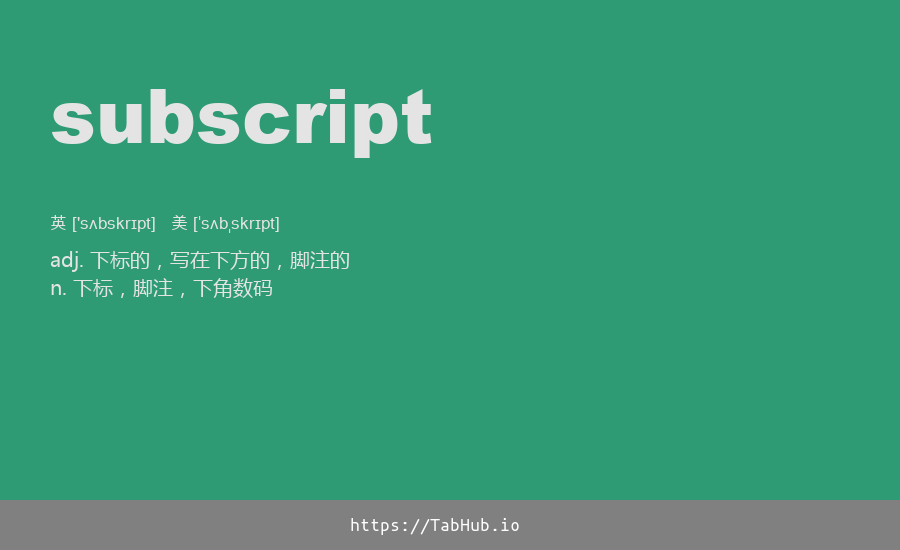 subscript
英 ['sʌbskrɪpt] 美 [ˈsʌbˌskrɪpt]
adj. 下标的，写在下方的，脚注的
n. 下标，脚注，下角数码
https://TabHub.io